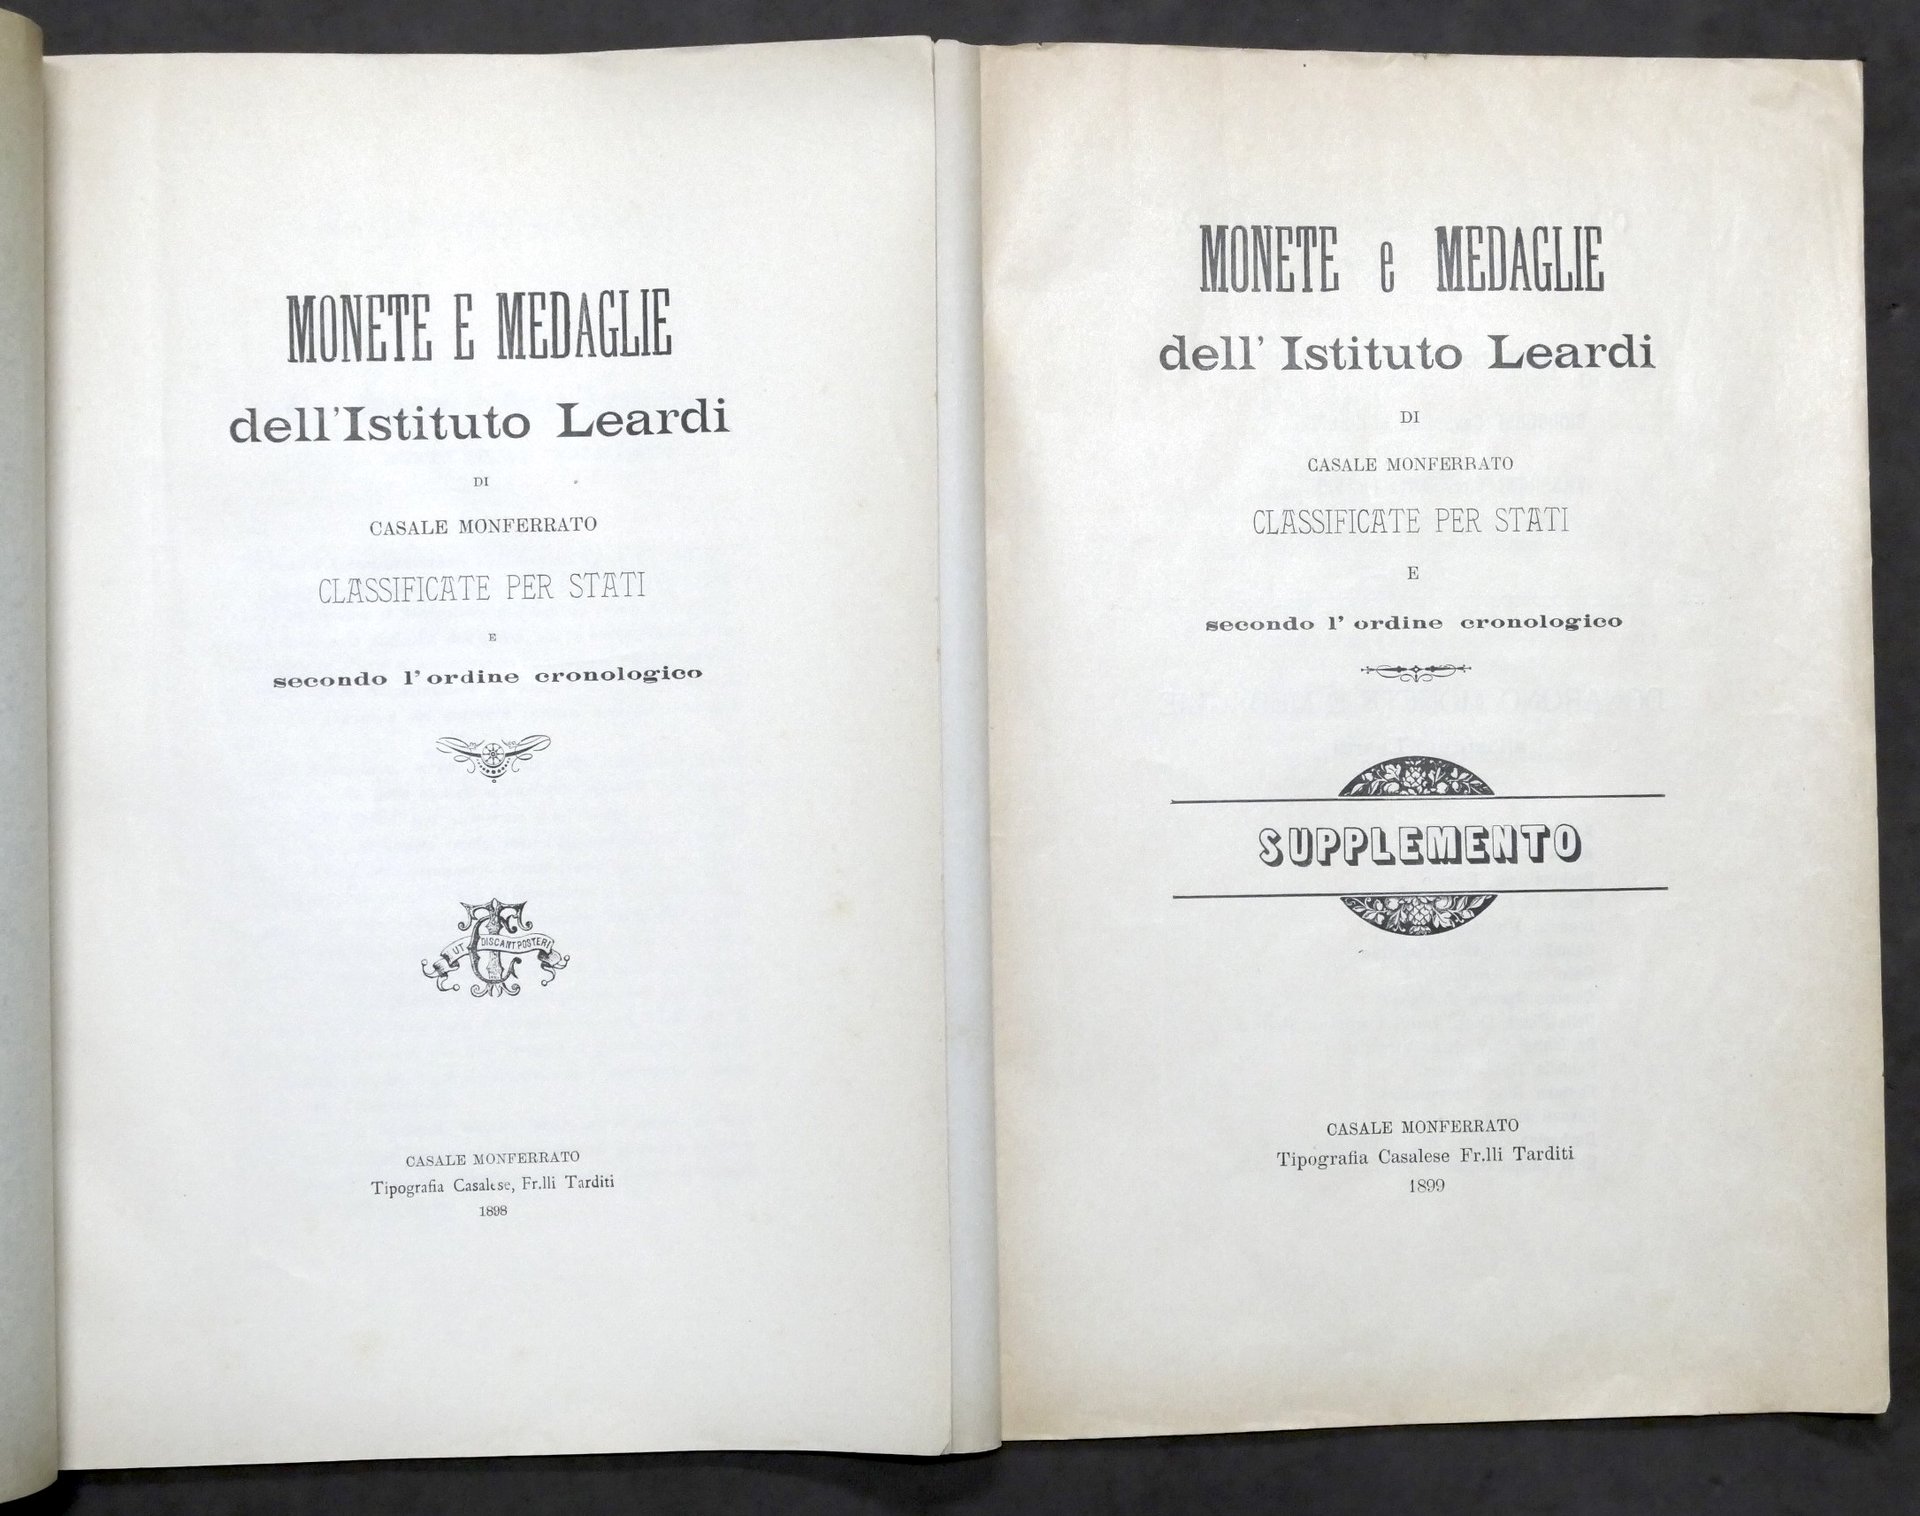 MONETE E MEDAGLIE
dell'Istituto Leardi
DI
CASALE MONFERRATO
CLASSIFICATE PER STATI
E
secondo l'ordine cronologico
UT DISCANT POSTERI
CASALE MONFERRATO
Tipografia Casalese, Fr.lli Tarditi
1898
MONETE e MEDAGLIE
dell' Istituto Leardi
DI
CASALE MONFERRATO
CLASSIFICATE PER STATI
E
secondo l' ordine cronologico
SUPPLEMENTO
CASALE MONFERRATO
Tipografia Casalese Fr.lli Tarditi
1899